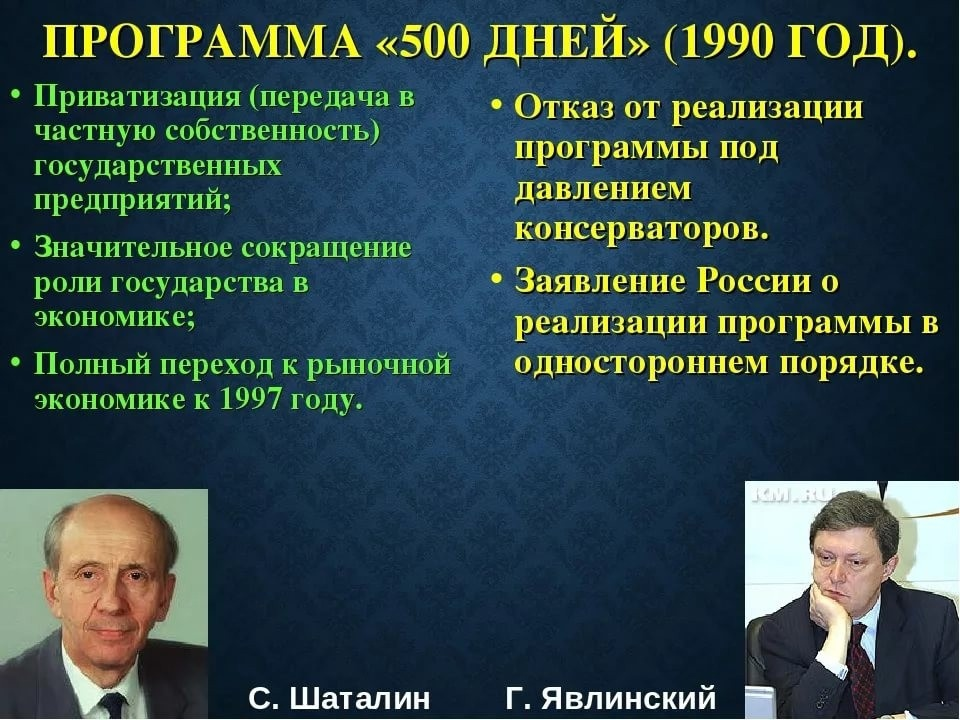 ПРОГРАММА «500 ДНЕЙ» (1990 ГОД).
• Приватизация (передача в
частную собственность)
государственных
предприятий;
• Значительное сокращение
роли государства в
экономике;
• Полный переход к рыночной
экономике к 1997 году.
• Отказ от реализации
программы под
давлением
консерваторов.
• Заявление России о
реализации программы в
одностороннем порядке.
KM.RU
С. Шаталин
Г. Явлинский